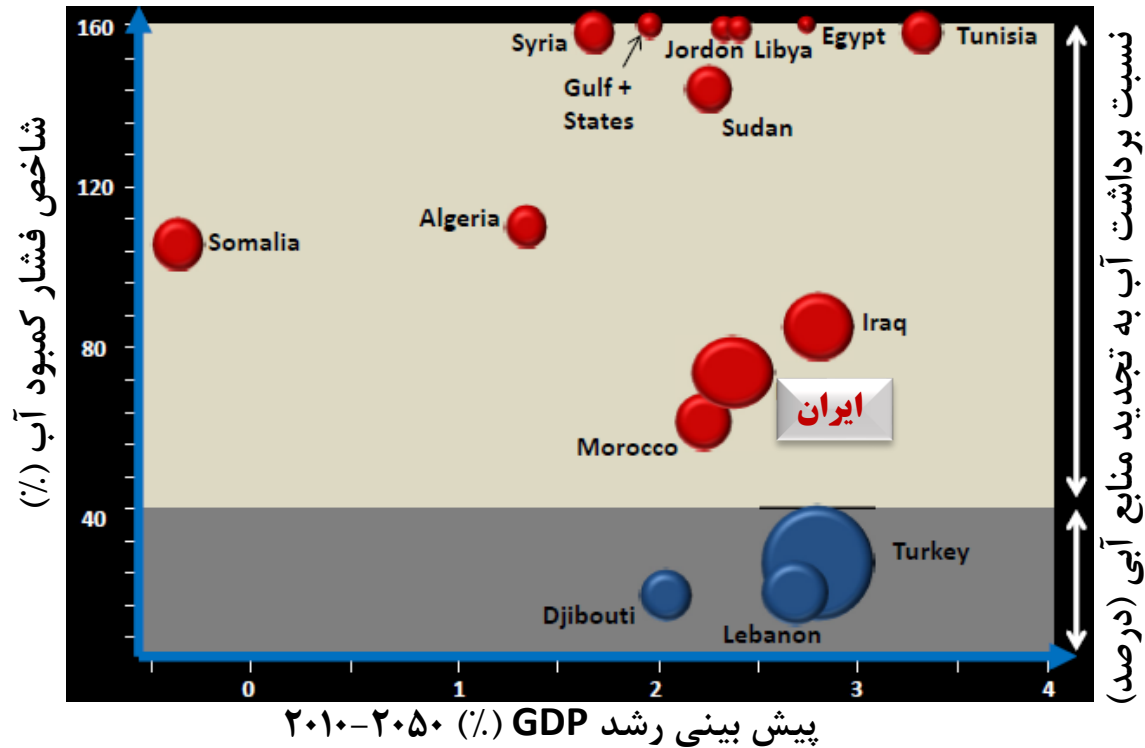 شاخص فشار کمبود آب (٪)
نسبت برداشت آب به تجدید منابع آبی (درصد)
160
120
80
40
Syria
Gulf +
States
Jordon
Libya
Egypt
Tunisia
Sudan
Algeria
Somalia
Iraq
ایران
Morocco
Turkey
Djibouti
Lebanon
0
1
2
3
4
پیش بینی رشد GDP (٪) ۲۰۱۰-۲۰۵۰